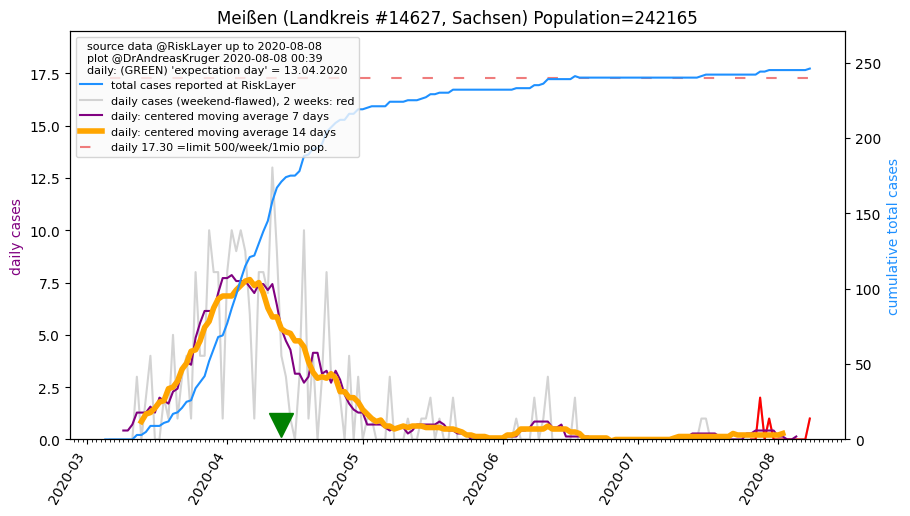 Meißen (Landkreis #14627, Sachsen) Population=242165
source data @RiskLayer up to 2020-08-08
plot @DrAndreasKruger 2020-08-08 00:39
daily: (GREEN) 'expectation day' = 13.04.2020
total cases reported at RiskLayer
daily cases (weekend-flawed), 2 weeks: red
daily: centered moving average 7 days
daily: centered moving average 14 days
daily 17.30 =limit 500/week/1mio pop.
daily cases
17.5
15.0
12.5
10.0
7.5
5.0
2.5
0.0
250
200
150
100
50
0
cumulative total cases
2020-03
2020-04
2020-05
2020-06
2020-07
2020-08